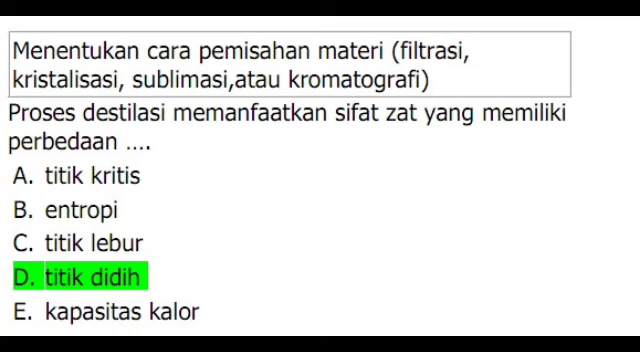 Menentukan cara pemisahan materi (filtrasi,
kristalisasi, sublimasi,atau kromatografi)
Proses destilasi memanfaatkan sifat zat yang memiliki
perbedaan ....
A. titik kritis
B. entropi
C. titik lebur
D. titik didih
E. kapasitas kalor